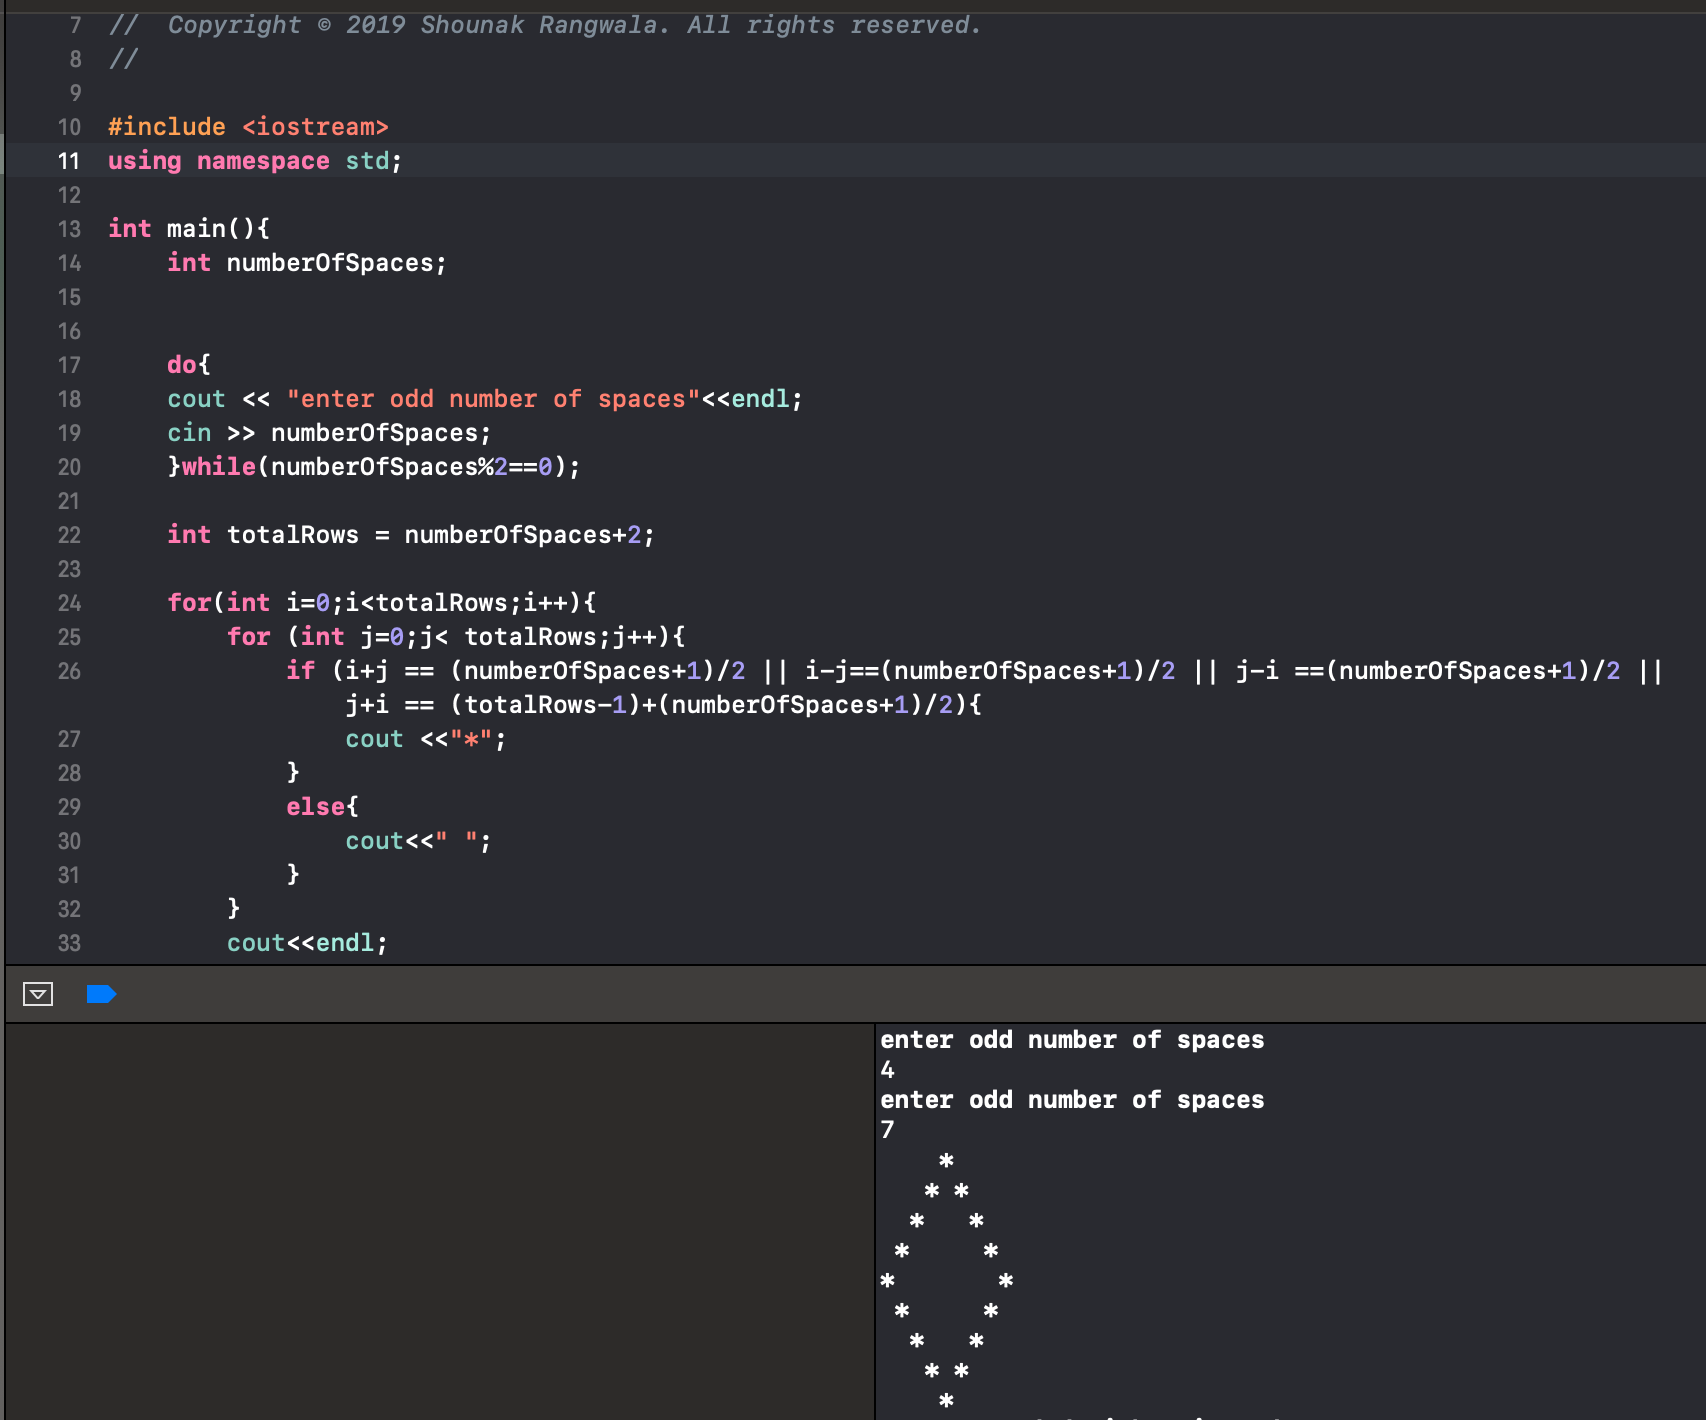 7 //  Copyright © 2019 Shounak Rangwala. All rights reserved.
8 //
9
10 #include <iostream>
11 using namespace std;
12
13 int main(){
14     int numberOfSpaces;
15
16
17     do{
18     cout << "enter odd number of spaces"<<endl;
19     cin >> numberOfSpaces;
20     }while(numberOfSpaces%2==0);
21
22     int totalRows = numberOfSpaces+2;
23
24     for(int i=0;i<totalRows;i++){
25         for (int j=0;j< totalRows;j++){
26             if (i+j == (numberOfSpaces+1)/2 || i-j==(numberOfSpaces+1)/2 || j-i ==(numberOfSpaces+1)/2 ||
                j+i == (totalRows-1)+(numberOfSpaces+1)/2){
27                 cout <<"*";
28             }
29             else{
30                 cout<<" ";
31             }
32         }
33         cout<<endl;
enter odd number of spaces
4
enter odd number of spaces
7
    *
   * *
  *   *
 *     *
*       *
 *     *
  *   *
   * *
    *